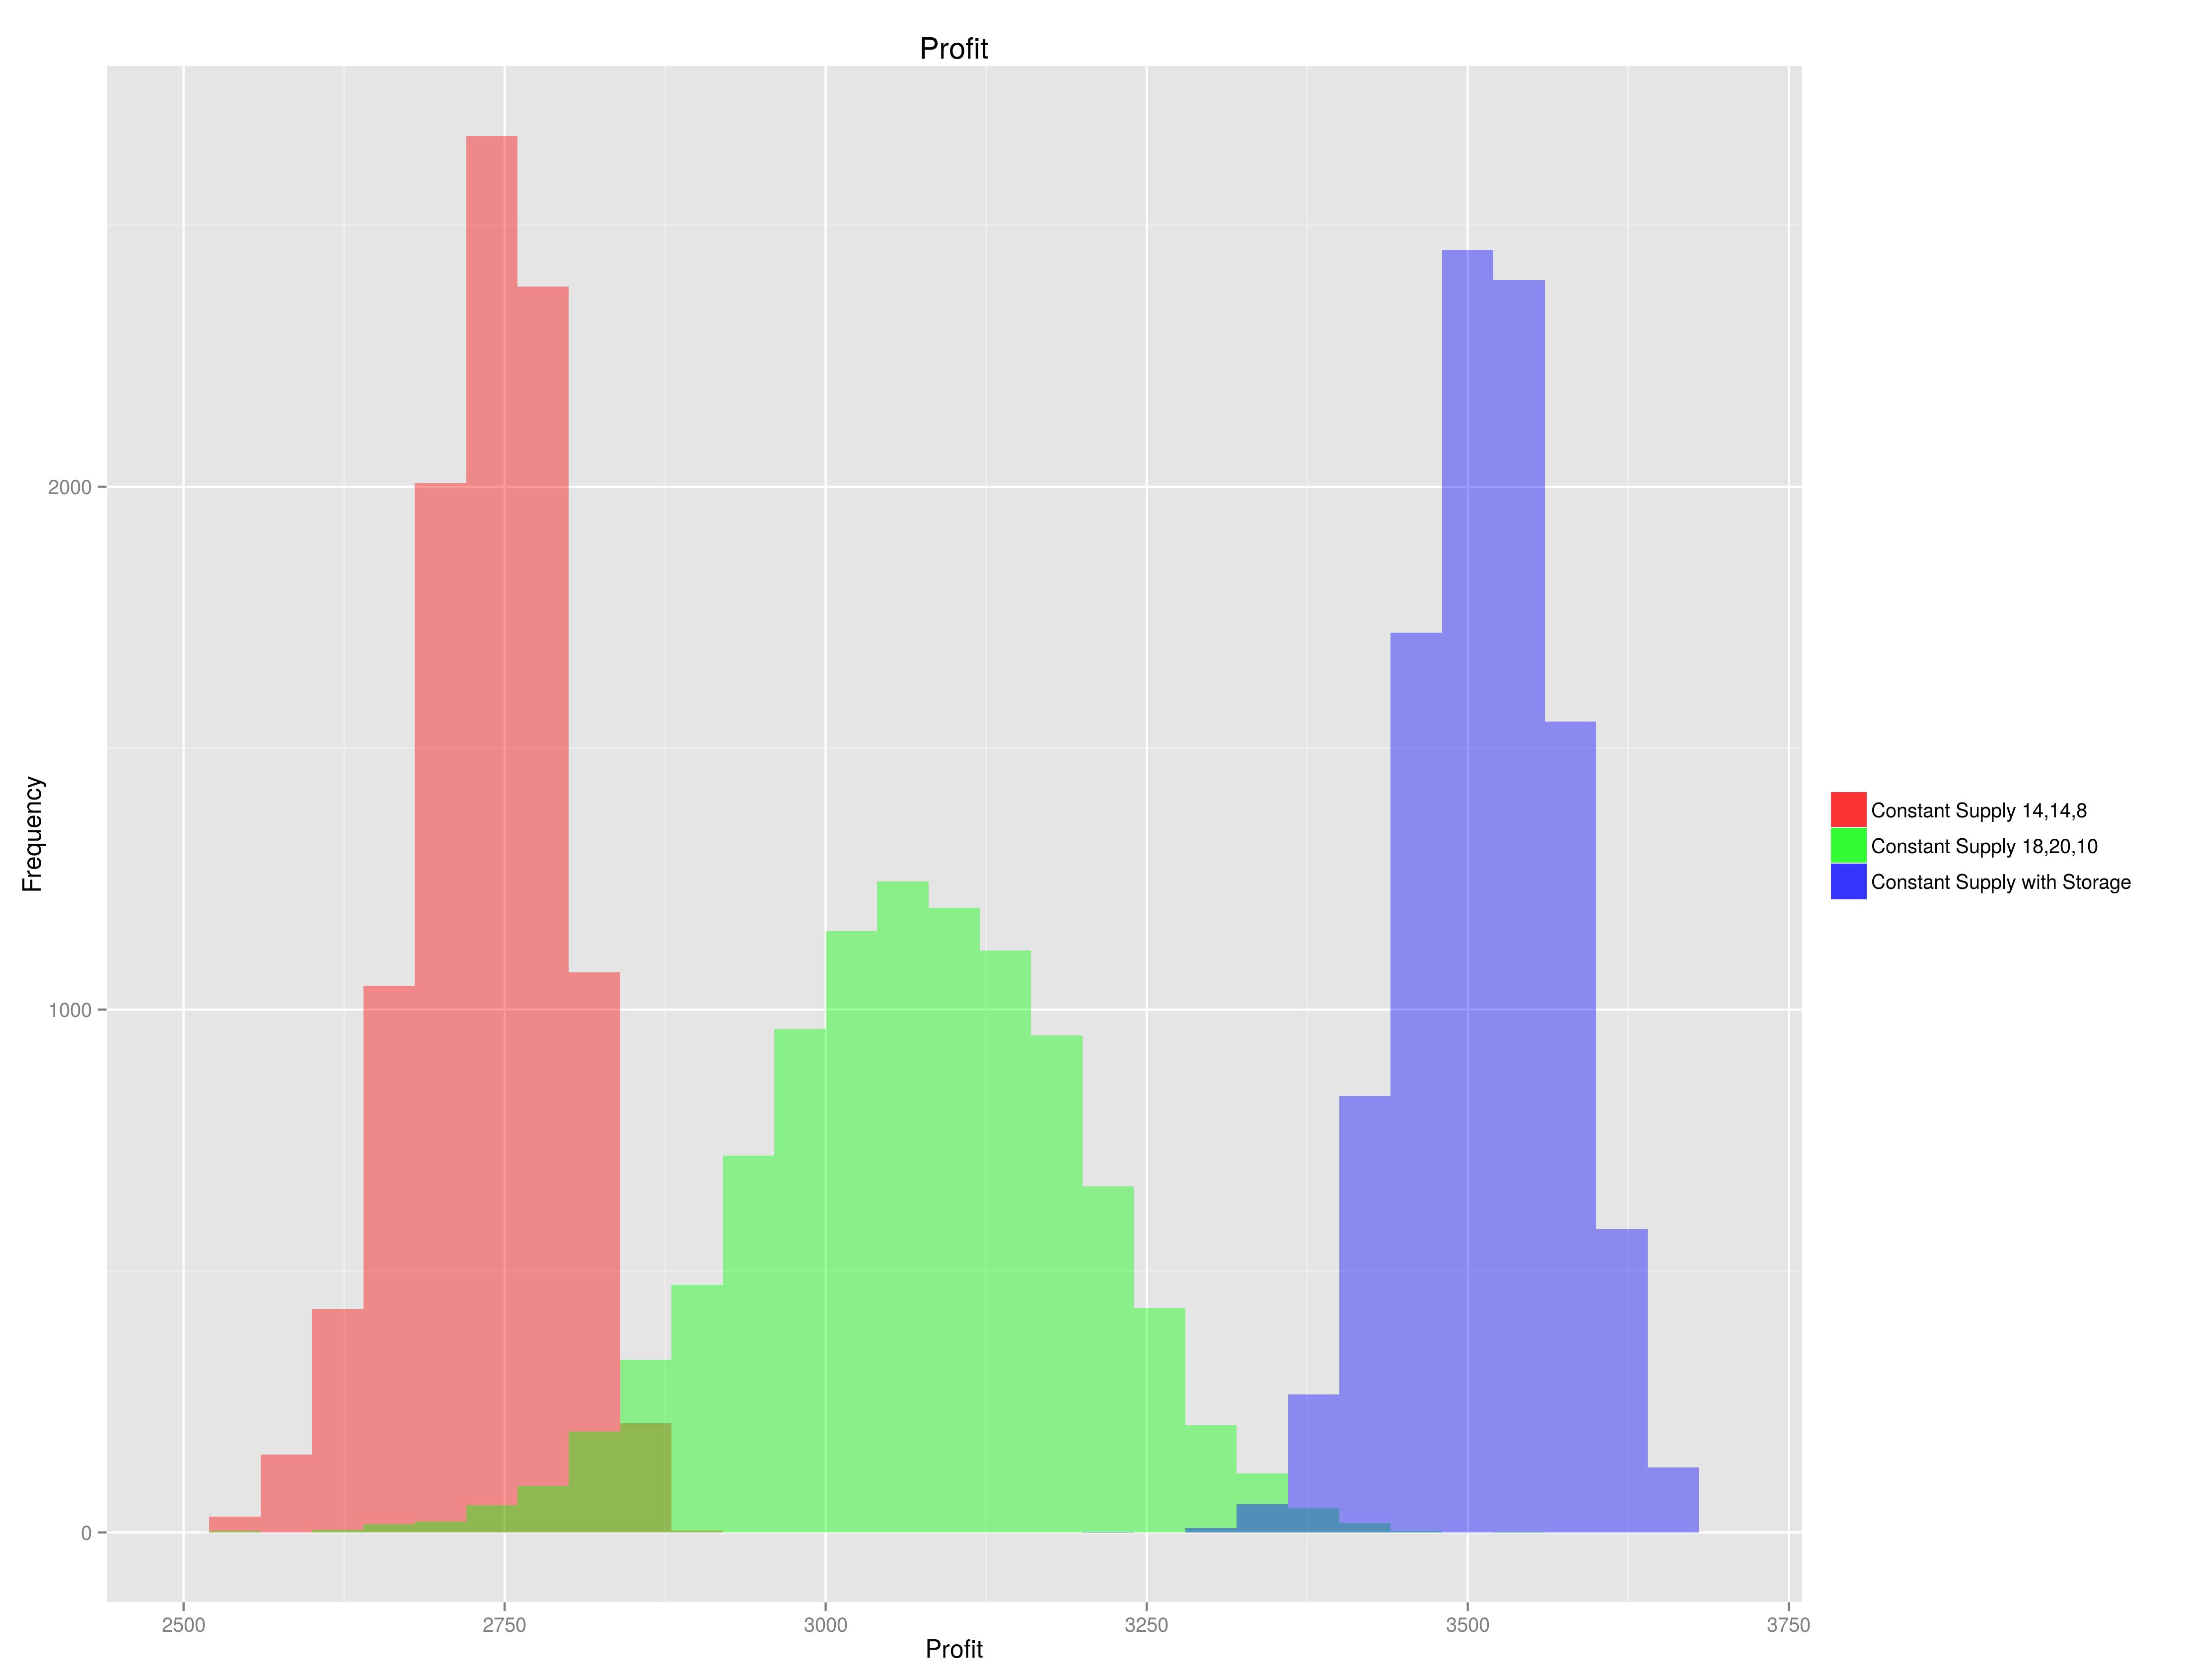 Profit
Frequency
2000
1000
0
2500 2750 3000 3250 3500 3750
Profit
Constant Supply 14,14,8
Constant Supply 18,20,10
Constant Supply with Storage